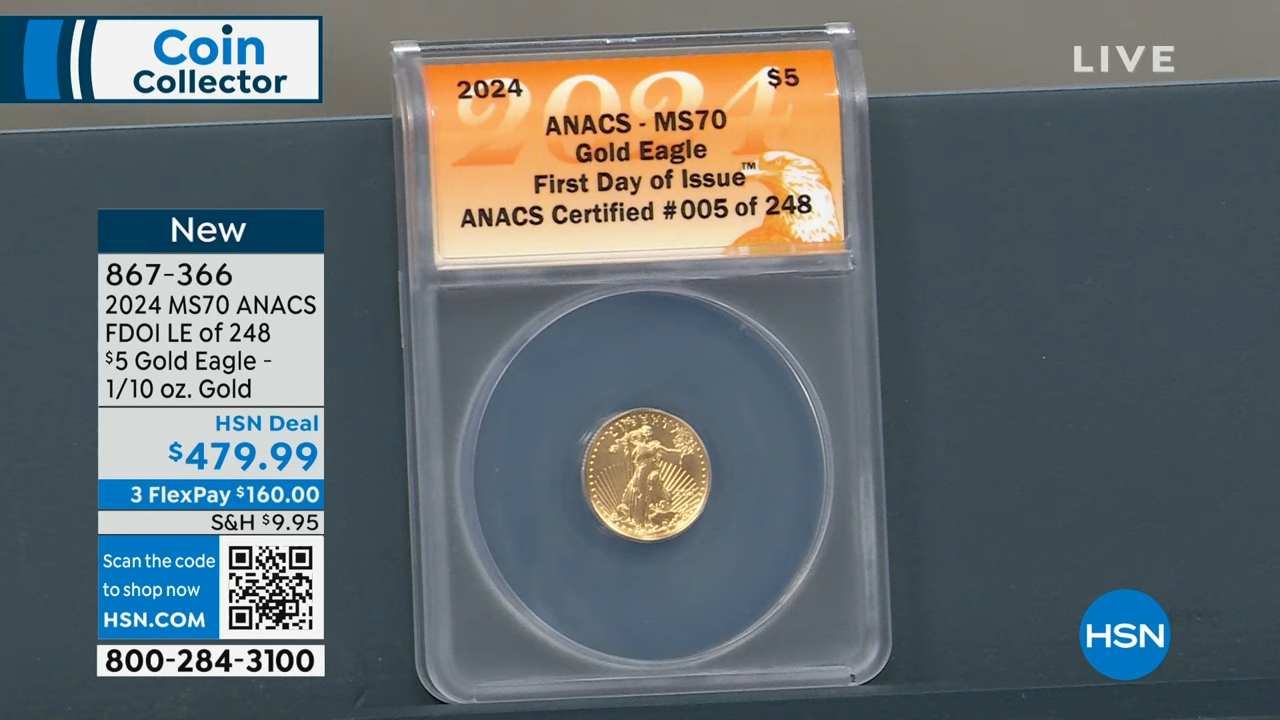 Coin
Collector
LIVE
2024
2024 $5
ANACS - MS70
Gold Eagle
First Day of Issue™
ANACS Certified #005 of 248
New
867-366
2024 MS70 ANACS
FDOI LE of 248
$5 Gold Eagle -
1/10 oz. Gold
HSN Deal
$479.99
3 FlexPay $160.00
S&H $9.95
Scan the code
to shop now
HSN.COM
800-284-3100
HSN